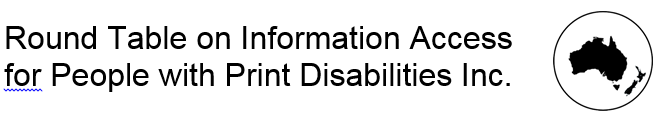 Round Table on Information Access
for People with Print Disabilities Inc.